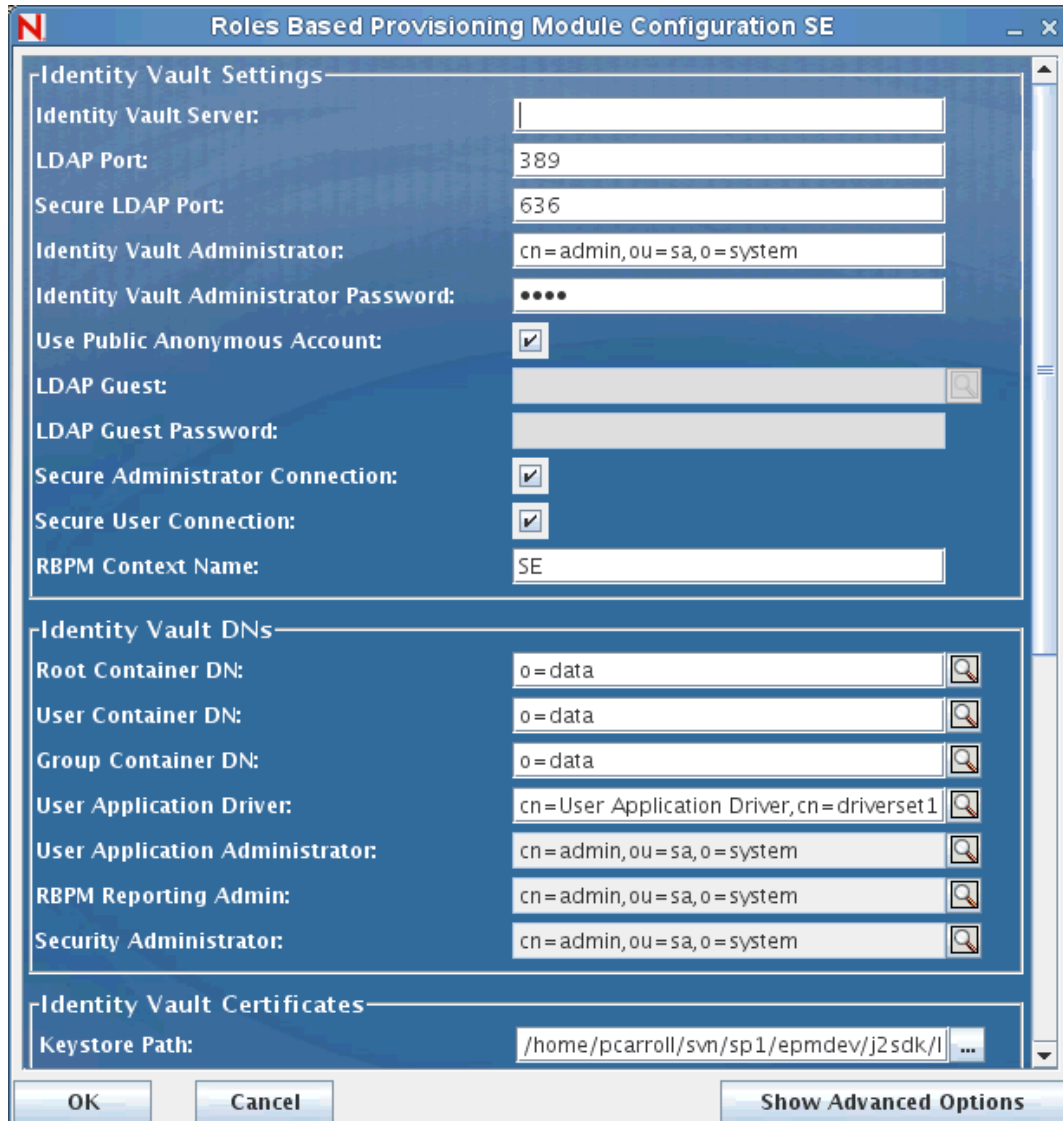 N Roles Based Provisioning Module Configuration SE
Identity Vault Settings
Identity Vault Server:
LDAP Port: 389
Secure LDAP Port: 636
Identity Vault Administrator: cn=admin,ou=sa,o=system
Identity Vault Administrator Password: ••••
Use Public Anonymous Account:
LDAP Guest:
LDAP Guest Password:
Secure Administrator Connection:
Secure User Connection:
RBPM Context Name: SE
Identity Vault DNs
Root Container DN: o=data
User Container DN: o=data
Group Container DN: o=data
User Application Driver: cn=User Application Driver,cn=driverset1
User Application Administrator: cn=admin,ou=sa,o=system
RBPM Reporting Admin: cn=admin,ou=sa,o=system
Security Administrator: cn=admin,ou=sa,o=system
Identity Vault Certificates
Keystore Path: /home/pcarroll/svn/sp1/epmdev/j2sdk/ ...
OK Cancel Show Advanced Options